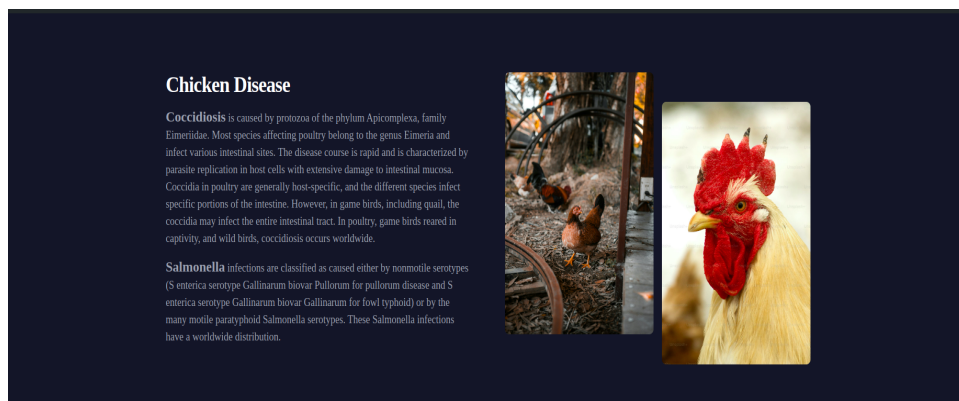 Chicken Disease
Coccidiosis is caused by protozoa of the phylum Apicomplexa, family
Eimeriidae. Most species affecting poultry belong to the genus Eimeria and
infect various intestinal sites. The disease course is rapid and is characterized by
parasite replication in host cells with extensive damage to intestinal mucosa.
Coccidia in poultry are generally host-specific, and the different species infect
specific portions of the intestine. However, in game birds, including quail, the
coccidia may infect the entire intestinal tract. In poultry, game birds reared in
captivity, and wild birds, coccidiosis occurs worldwide.
Salmonella infections are classified as caused either by nonmotile serotypes
(S enterica serotype Gallinarum biovar Pullorum for pullorum disease and S
enterica serotype Gallinarum biovar Gallinarum for fowl typhoid) or by the
many motile paratyphoid Salmonella serotypes. These Salmonella infections
have a worldwide distribution.